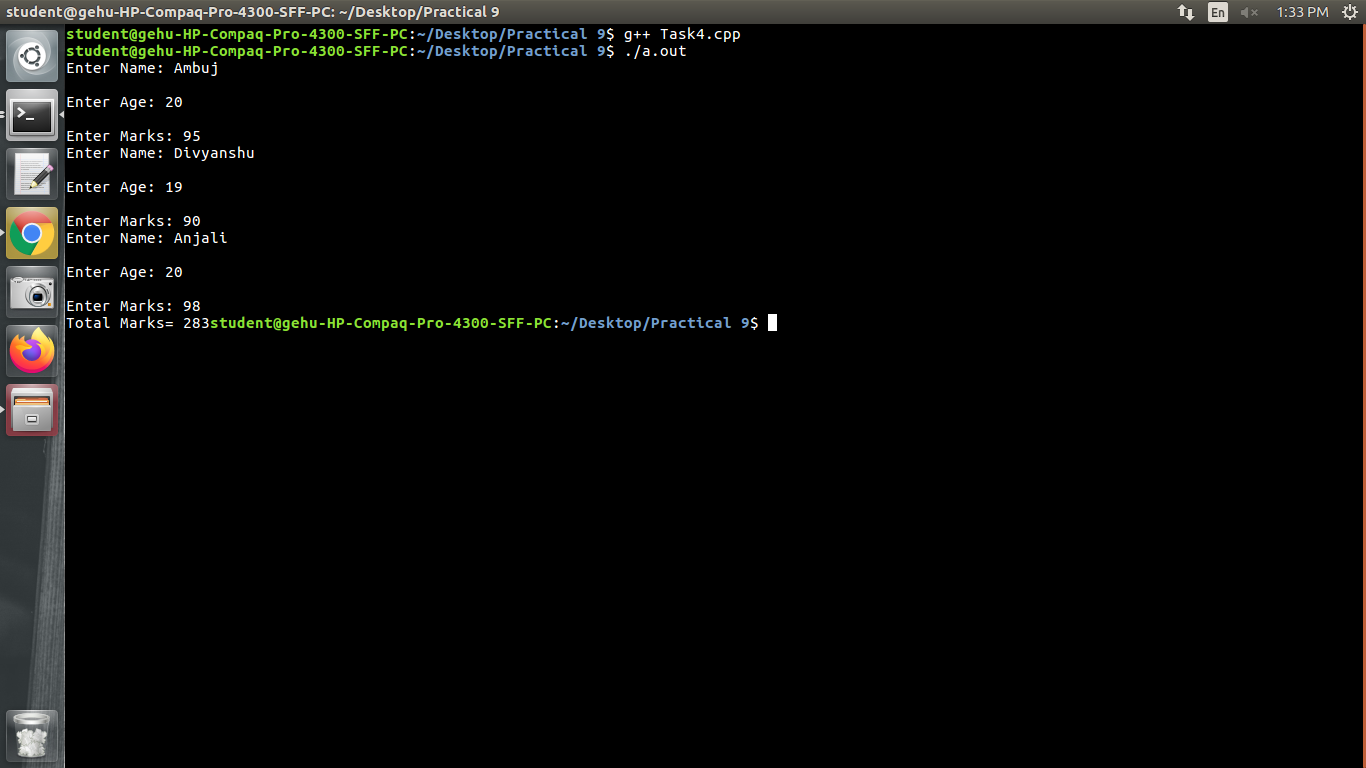 student@gehu-HP-Compaq-Pro-4300-SFF-PC: ~/Desktop/Practical 9
En
1:33 PM
student@gehu-HP-Compaq-Pro-4300-SFF-PC:~/Desktop/Practical 9$ g++ Task4.cpp
student@gehu-HP-Compaq-Pro-4300-SFF-PC:~/Desktop/Practical 9$ ./a.out
Enter Name: Ambuj
Enter Age: 20
Enter Marks: 95
Enter Name: Divyanshu
Enter Age: 19
Enter Marks: 90
Enter Name: Anjali
Enter Age: 20
Enter Marks: 98
Total Marks= 283student@gehu-HP-Compaq-Pro-4300-SFF-PC:~/Desktop/Practical 9$